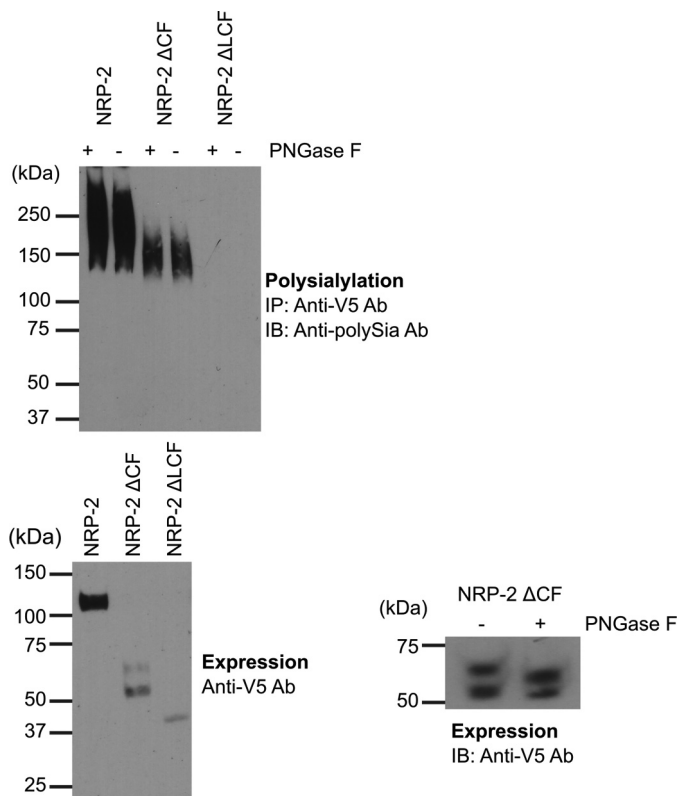 NRP-2
NRP-2 ΔCF
NRP-2 ΔLCF
+ - + - + - PNGase F
(kDa)
250
150
100
75
50
37
Polysialylation
IP: Anti-V5 Ab
IB: Anti-polySia Ab
NRP-2
NRP-2 ΔCF
NRP-2 ΔLCF
(kDa)
150
100
75
50
37
25
Expression
Anti-V5 Ab
NRP-2 ΔCF
(kDa)
- + PNGase F
75
50
Expression
IB: Anti-V5 Ab